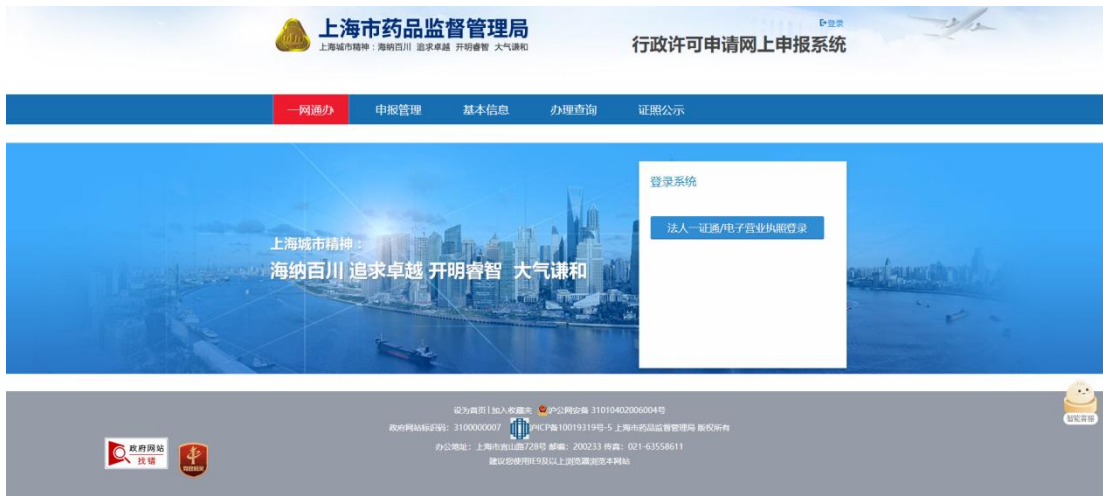 上海市药品监督管理局
上海城市精神：海纳百川 追求卓越 开明睿智 大气谦和
登录
行政许可申请网上申报系统
一网通办 申报管理 基本信息 办理查询 证照公示
登录系统
法人一证通/电子营业执照登录
上海城市精神：
海纳百川 追求卓越 开明睿智 大气谦和
设为首页 | 加入收藏夹 沪公网安备 31010402006004号
政府网站标识码：3100000007 沪ICP备10019319号-5 上海市药品监督管理局 版权所有
办公地址：上海市宜山路728号 邮编：200233 传真：021-63558611
建议您使用IE9及以上浏览器浏览本网站
政府网站
找错
党政机关
智能客服